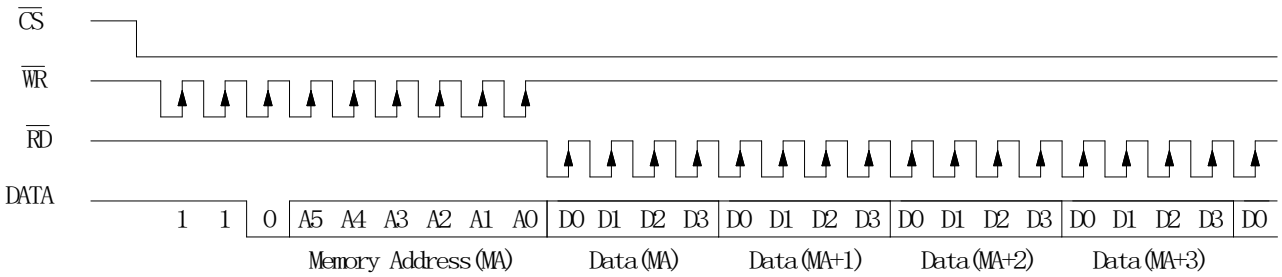 CS
WR
RD
DATA 1 1 0 A5 A4 A3 A2 A1 A0 D0 D1 D2 D3 D0 D1 D2 D3 D0 D1 D2 D3 D0 D1 D2 D3 D0
Memory Address(MA) Data(MA) Data(MA+1) Data(MA+2) Data(MA+3)